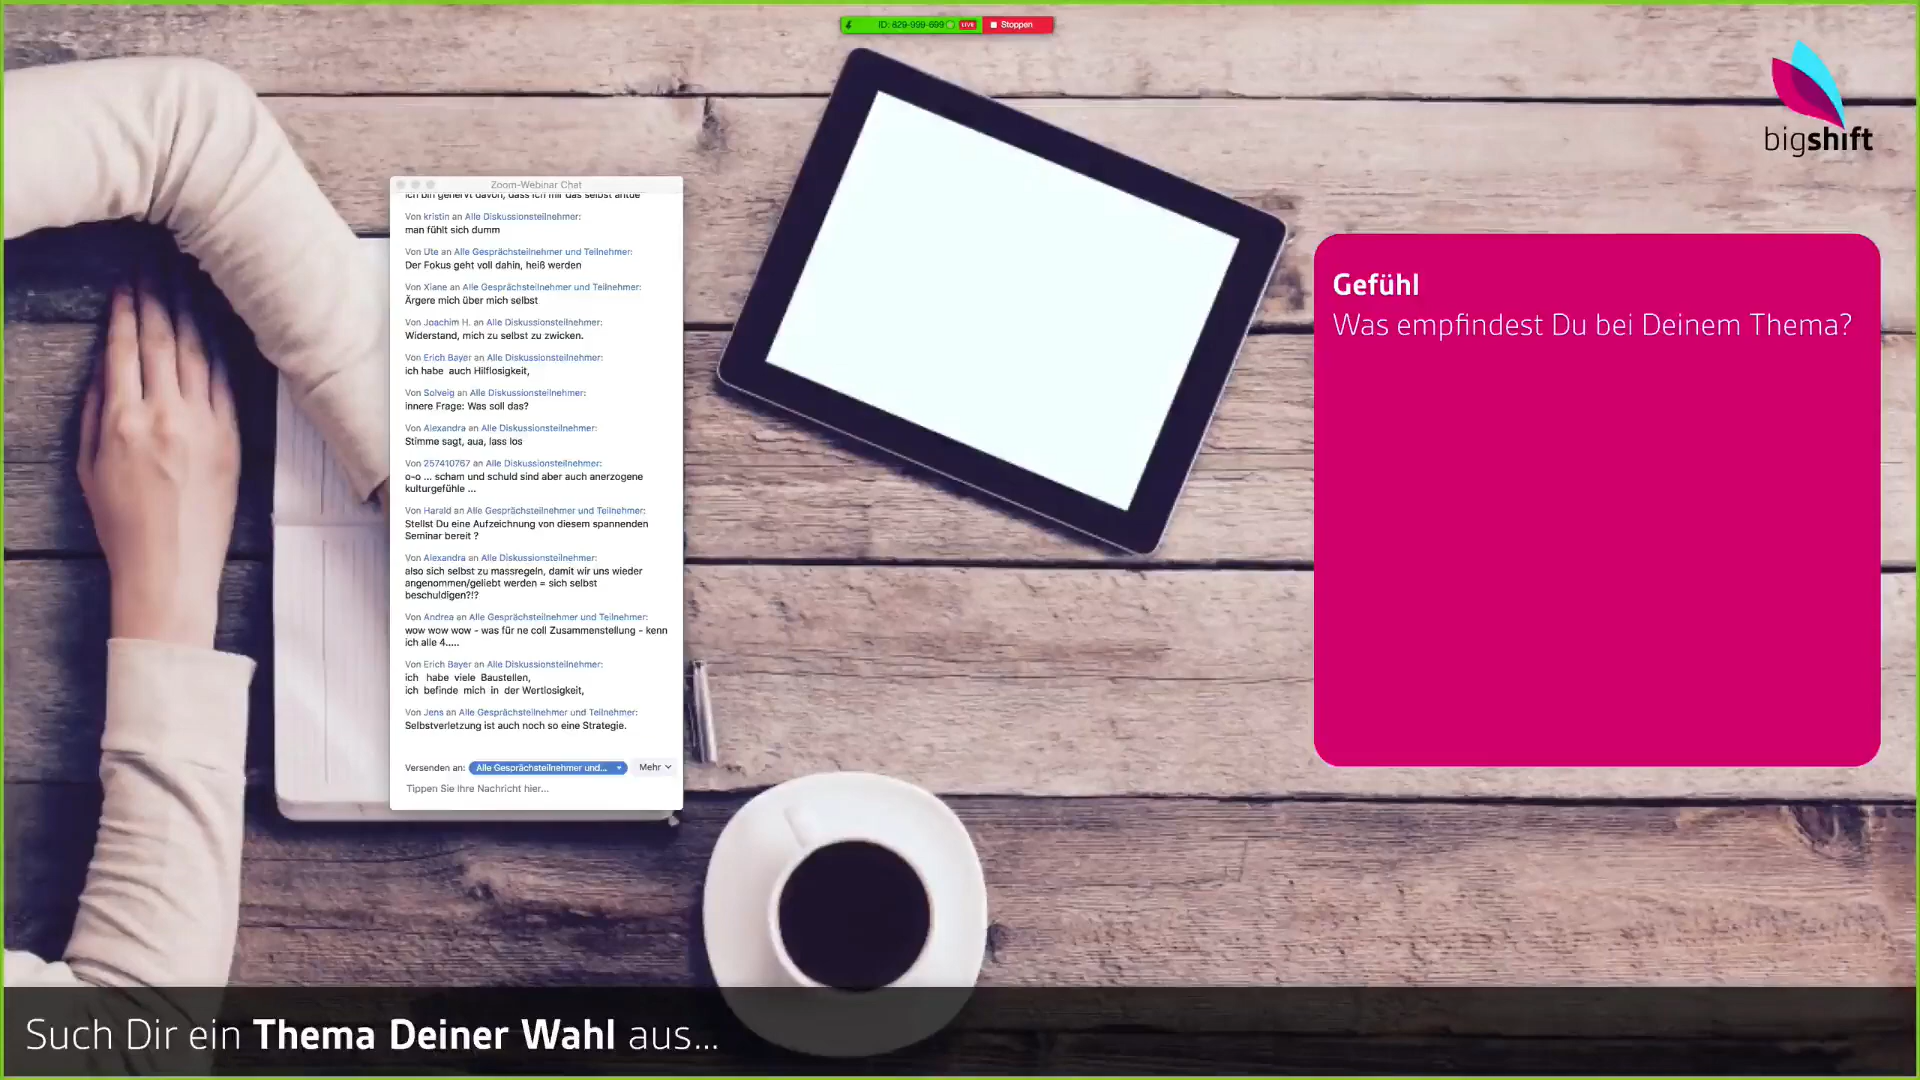 ID: 829-999-699 LIVE Stoppen
bigshift
Zoom-Webinar Chat
ich bin genervt davon, dass ich mir das selbst antue
Von kristin an Alle Diskussionsteilnehmer:
man fühlt sich dumm
Von Ute an Alle Gesprächsteilnehmer und Teilnehmer:
Der Fokus geht voll dahin, heiß werden
Von Xiane an Alle Gesprächsteilnehmer und Teilnehmer:
Ärgere mich über mich selbst
Von Joachim H. an Alle Diskussionsteilnehmer:
Widerstand, mich zu selbst zu zwicken.
Von Erich Bayer an Alle Diskussionsteilnehmer:
ich habe auch Hilflosigkeit,
Von Solveig an Alle Diskussionsteilnehmer:
innere Frage: Was soll das?
Von Alexandra an Alle Diskussionsteilnehmer:
Stimme sagt, aua, lass los
Von 257410767 an Alle Diskussionsteilnehmer:
o-o ... scham und schuld sind aber auch anerzogene
kulturgefühle ...
Von Harald an Alle Gesprächsteilnehmer und Teilnehmer:
Stellst Du eine Aufzeichnung von diesem spannenden
Seminar bereit ?
Von Alexandra an Alle Diskussionsteilnehmer:
also sich selbst zu massregeln, damit wir uns wieder
angenommen/geliebt werden = sich selbst
beschuldigen?!?
Von Andrea an Alle Gesprächsteilnehmer und Teilnehmer:
wow wow wow - was für ne coll Zusammenstellung - kenn
ich alle 4.....
Von Erich Bayer an Alle Diskussionsteilnehmer:
ich habe viele Baustellen,
ich befinde mich in der Wertlosigkeit,
Von Jens an Alle Gesprächsteilnehmer und Teilnehmer:
Selbstverletzung ist auch noch so eine Strategie.
Versenden an: Alle Gesprächsteilnehmer und... Mehr
Tippen Sie Ihre Nachricht hier...
Gefühl
Was empfindest Du bei Deinem Thema?
Such Dir ein Thema Deiner Wahl aus...